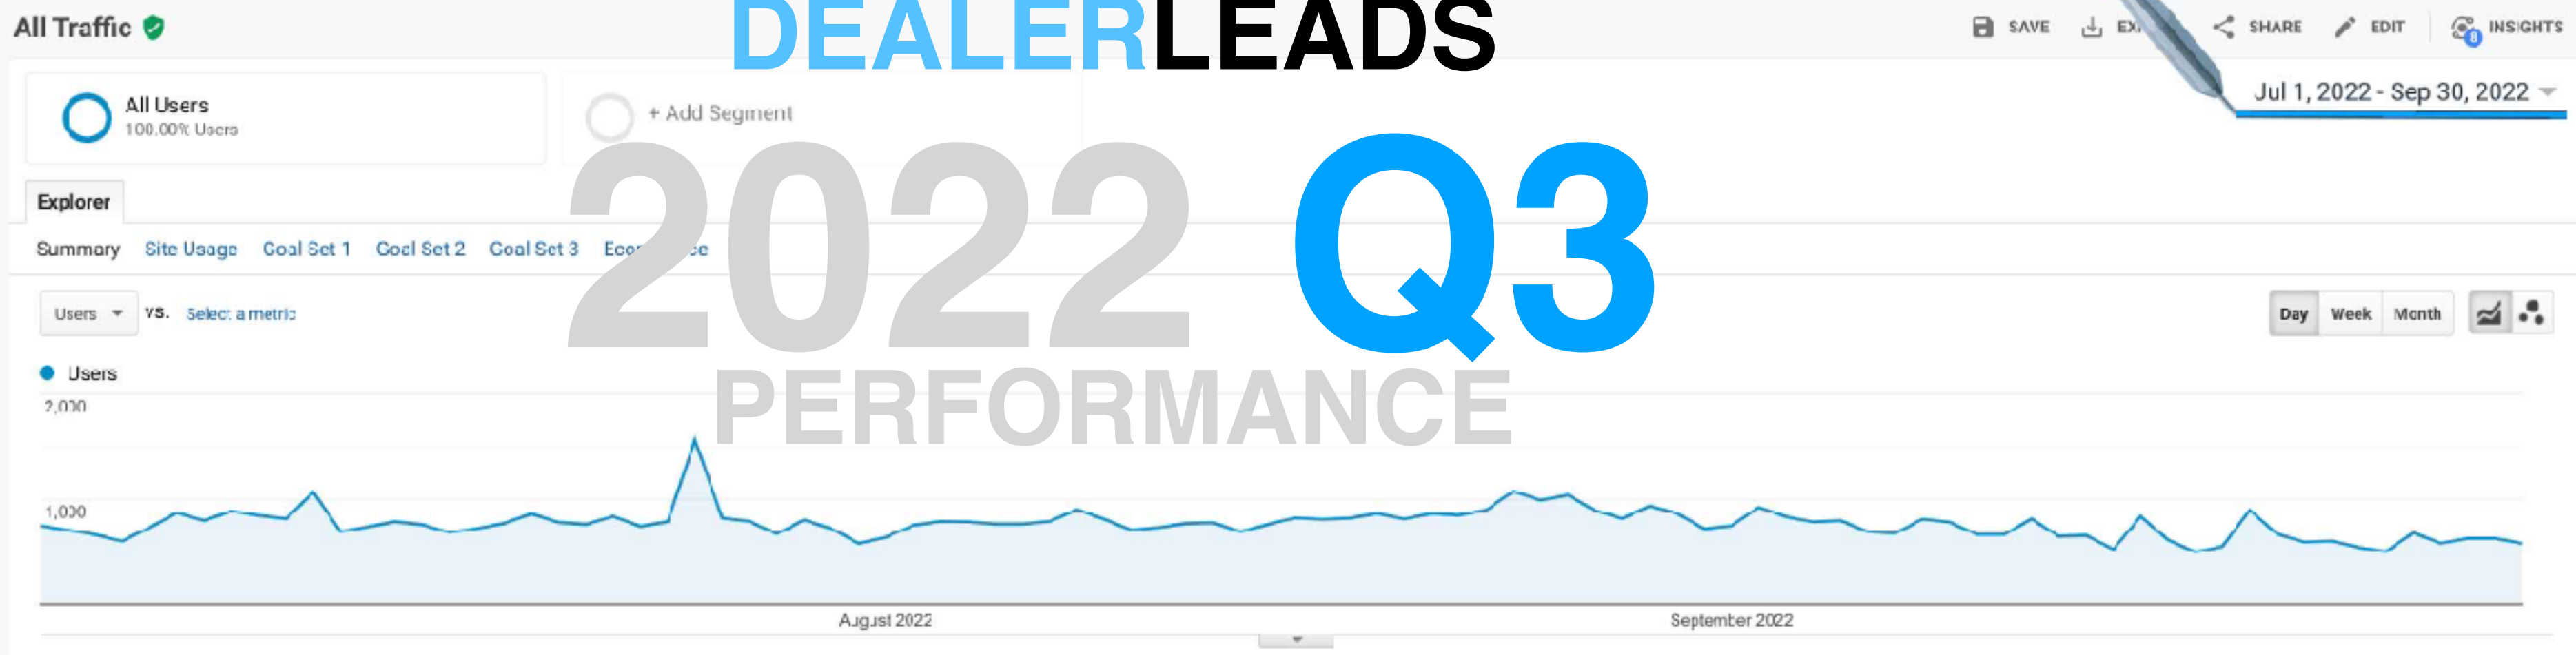 All Traffic
DEALERLEADS
SAVE
SHARE
EDIT
8
INSIGHTS
All Users
100.00% Users
+ Add Segment
Jul 1, 2022 - Sep 30, 2022
2022 Q3
PERFORMANCE
Explorer
Summary Site Usage Goal Set 1 Goal Set 2 Goal Set 3
Users VS. Select a metric
Day Week Month
Users
2,000
1,000
August 2022
September 2022